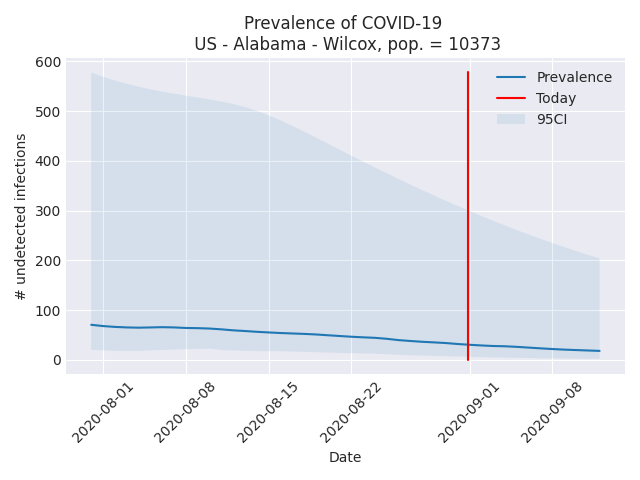 Prevalence of COVID-19
US - Alabama - Wilcox, pop. = 10373
600
500
400
300
200
100
0
# undetected infections
Prevalence
Today
95CI
2020-08-01
2020-08-08
2020-08-15
2020-08-22
2020-09-01
2020-09-08
Date